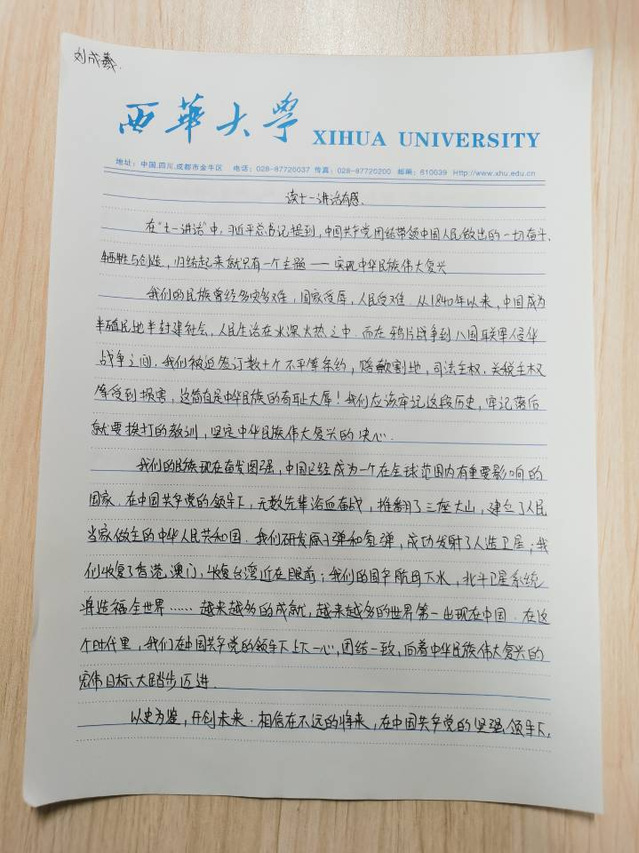 刘成羲.
西華大學 XIHUA UNIVERSITY
地址：中国.四川.成都市金牛区 电话：028-87720037 传真：028-87720200 邮编：610039 Http://www.xhu.edu.cn
读十一讲话有感.
在“七一讲话”中,习近平总书记提到,中国共产党团结带领中国人民做出的一切奋斗、
牺牲与创造，归结起来就只有一个主题——实现中华民族伟大复兴
我们的民族曾经多灾多难，国家受辱，人民受难.从1840年以来，中国成为
半殖民地半封建社会，人民生活在水深火热之中.而在鸦片战争到八国联军侵华
战争之间，我们被迫签订数十个不平等条约，赔款割地，司法主权，关税主权
等受到损害，这简直是中华民族的奇耻大辱！我们应该牢记这段历史，牢记落后
就要挨打的教训，坚定中华民族伟大复兴的决心.
我们的民族现在奋发图强，中国已经成为一个在全球范围内有重要影响的
国家.在中国共产党的领导下，无数先辈浴血奋战，推翻了三座大山，建立了人民
当家做主的中华人民共和国.我们研发原子弹和氢弹，成功发射了人造卫星；我
们收复了香港，澳门，收复台湾近在眼前；我们的国产航母下水，北斗卫星系统
将造福全世界……越来越多的成就，越来越多的世界第一出现在中国.在这
个时代里，我们在中国共产党的领导下上下一心，团结一致，向着中华民族伟大复兴的
宏伟目标大踏步迈进.
以史为鉴，开创未来.相信在不远的将来，在中国共产党的坚强领导下，